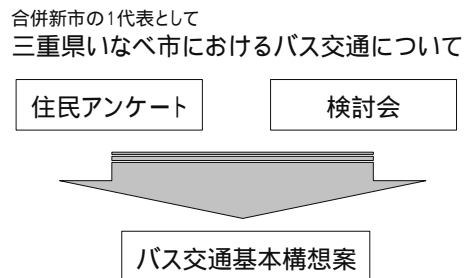 合併新市の1代表として
三重県いなべ市におけるバス交通について
住民アンケート
検討会
バス交通基本構想案